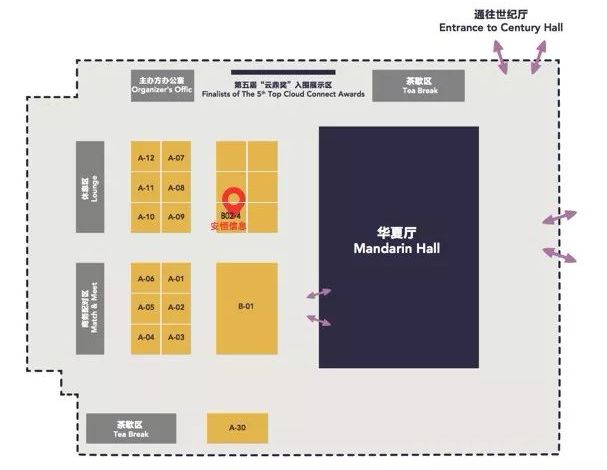 通往世纪厅
Entrance to Century Hall
主办方办公室
Organizer's Offic
第五届“云鼎奖”入围展示区
Finalists of The 5th Top Cloud Connect Awards
茶歇区
Tea Break
休息区
Lounge
A-12
A-07
A-11
A-08
A-10
A-09
B02-4
安恒信息
华夏厅
Mandarin Hall
商务配对区
Match & Meet
A-06
A-01
A-05
A-02
A-04
A-03
B-01
茶歇区
Tea Break
A-30